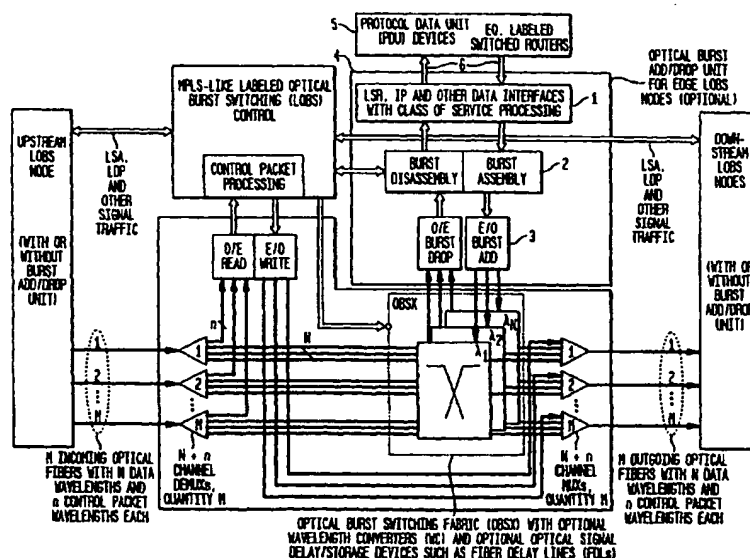 5
PROTOCOL DATA UNIT
(PDU) DEVICES
EQ. LABELED
SWITCHED ROUTERS
4
6
OPTICAL BURST
ADD/DROP UNIT
FOR EDGE LOBS
NODES (OPTIONAL)
MPLS-LIKE LABELED OPTICAL
BURST SWITCHING (LOBS)
CONTROL
LSR, IP AND OTHER DATA INTERFACES
WITH CLASS OF SERVICE PROCESSING
1
UPSTREAM
LOBS
NODE
(WITH OR
WITHOUT BURST
ADD/DROP
UNIT)
LSA,
LDP
AND
OTHER
SIGNAL
TRAFFIC
CONTROL PACKET
PROCESSING
BURST
DISASSEMBLY
BURST
ASSEMBLY
2
LSA,
LDP
AND
OTHER
SIGNAL
TRAFFIC
DOWN-
STREAM
LOBS
NODES
(WITH OR
WITHOUT
BURST
ADD/DROP
UNIT)
O/E
READ
E/O
WRITE
O/E
BURST
DROP
E/O
BURST
ADD
3
OBSX
n
N
λN
λ2
λ1
1
2
M
1
2
M
1
2
M
1
2
M
M INCOMING OPTICAL
FIBERS WITH N DATA
WAVELENGTHS AND
n CONTROL PACKET
WAVELENGTHS EACH
N + n
CHANNEL
DEMUXs,
QUANTITY M
N + n
CHANNEL
MUXs,
QUANTITY M
M OUTGOING OPTICAL
FIBERS WITH N DATA
WAVELENGTHS AND
n CONTROL PACKET
WAVELENGTHS EACH
OPTICAL BURST SWITCHING FABRIC (OBSX) WITH OPTIONAL
WAVELENGTH CONVERTERS (WC) AND OPTIONAL OPTICAL SIGNAL
DELAY/STORAGE DEVICES SUCH AS FIBER DELAY LINES (FDLs)